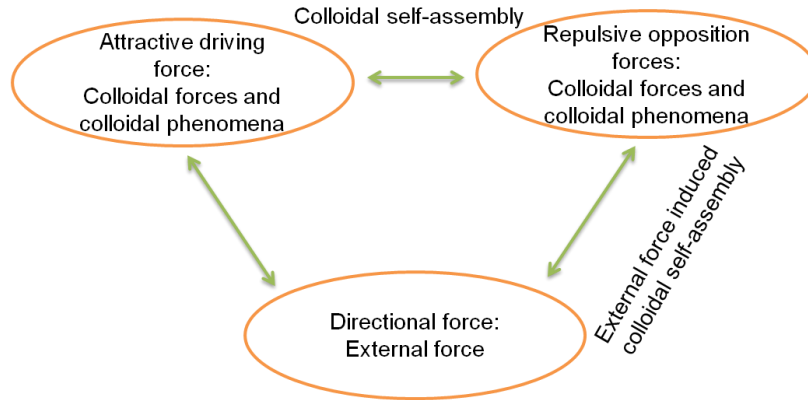 Colloidal self-assembly
Attractive driving
force:
Colloidal forces and
colloidal phenomena
Repulsive opposition
forces:
Colloidal forces and
colloidal phenomena
External force induced
colloidal self-assembly
Directional force:
External force